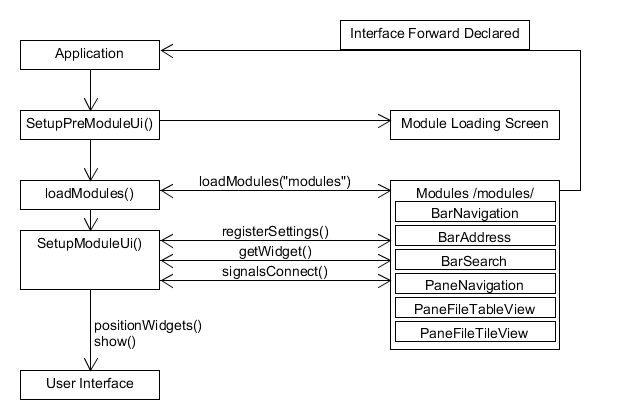 Interface Forward Declared
Application
SetupPreModuleUi()
Module Loading Screen
loadModules()
loadModules("modules")
Modules /modules/
BarNavigation
SetupModuleUi()
registerSettings()
BarAddress
getWidget()
BarSearch
signalsConnect()
PaneNavigation
PaneFileTableView
PaneFileTileView
positionWidgets()
show()
User Interface